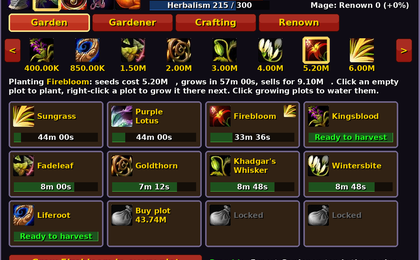 Herbalism 215 / 300
Mage: Renown 0 (+0%)
Garden
Gardener
Crafting
Renown
<
400.00K
850.00K
1.50M
2.00M
3.00M
4.00M
5.20M
6.00M
>
Planting Firebloom: seeds cost 5.20M , grows in 57m 00s, sells for 9.10M . Click an empty
plot to plant, right-click a plot to grow it there next. Click growing plots to water them.
Sungrass
44m 00s
Purple
Lotus
44m 00s
Firebloom
33m 36s
Kingsblood
Ready to harvest
Fadeleaf
8m 00s
Goldthorn
7m 12s
Khadgar's
Whisker
8m 48s
Wintersbite
8m 48s
Liferoot
Ready to harvest
Buy plot
43.74M
Locked
Locked